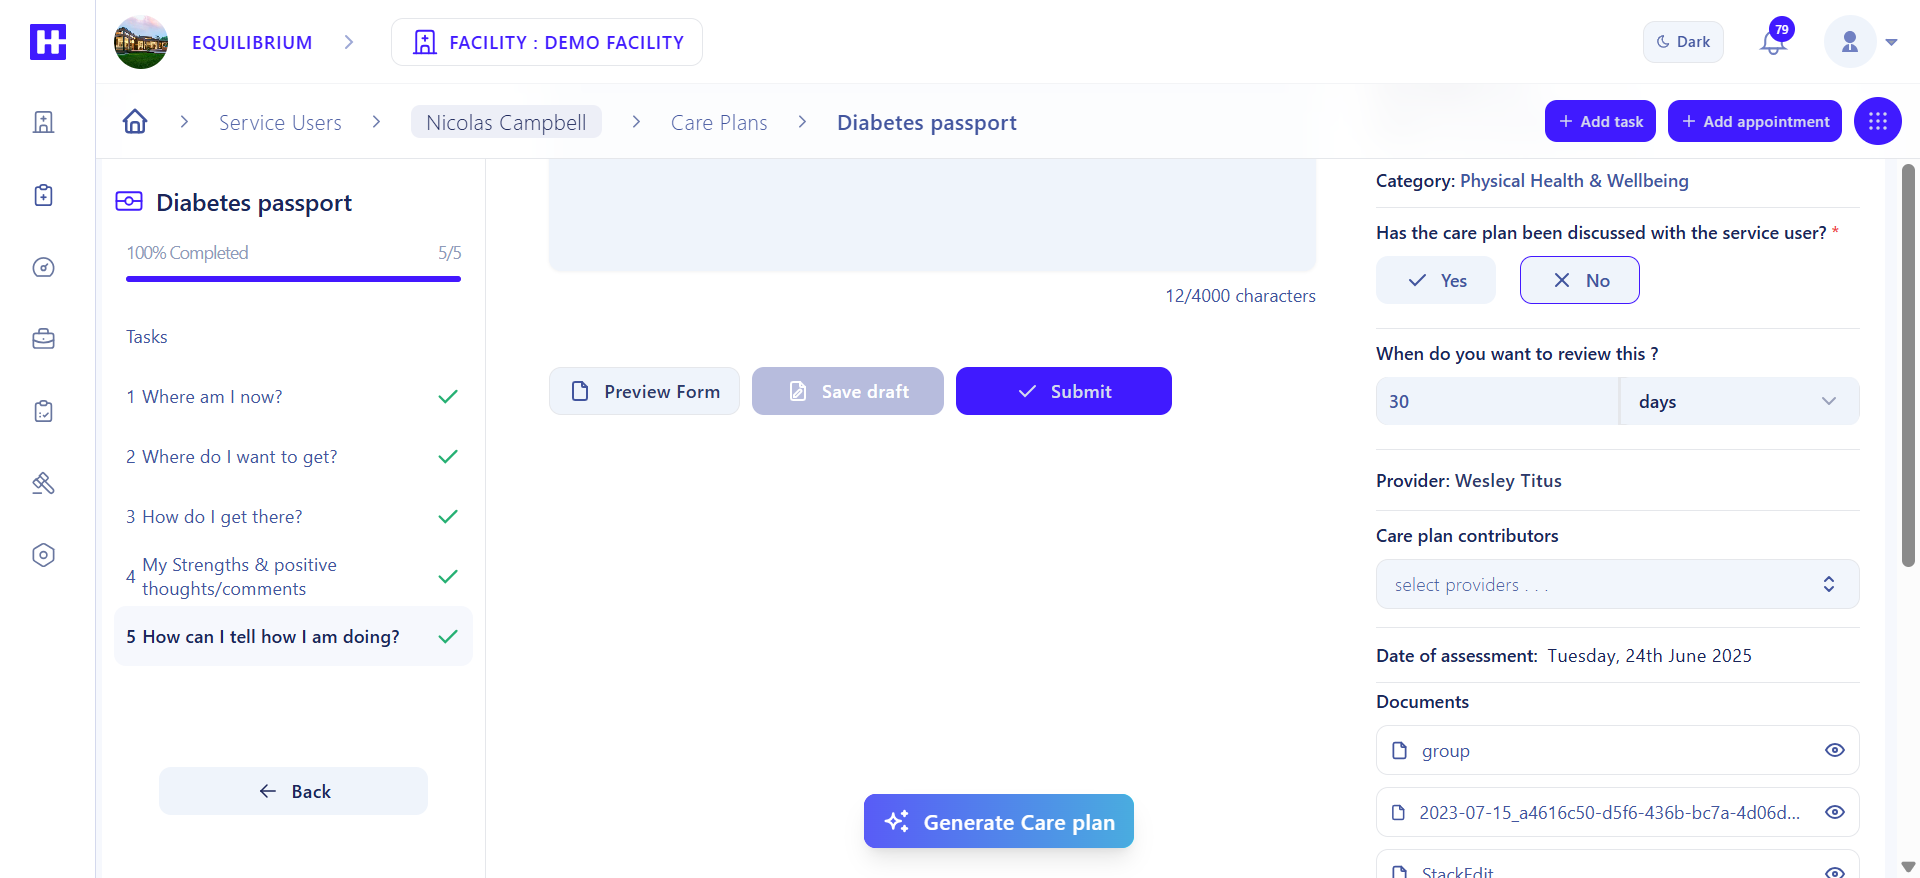 EQUILIBRIUM
FACILITY : DEMO FACILITY
Dark
79
Service Users
Nicolas Campbell
Care Plans
Diabetes passport
+ Add task
+ Add appointment
Diabetes passport
100% Completed
5/5
Tasks
1 Where am I now?
2 Where do I want to get?
3 How do I get there?
4 My Strengths & positive
thoughts/comments
5 How can I tell how I am doing?
Back
12/4000 characters
Preview Form
Save draft
Submit
Generate Care plan
Category: Physical Health & Wellbeing
Has the care plan been discussed with the service user? *
Yes
No
When do you want to review this ?
30
days
Provider: Wesley Titus
Care plan contributors
select providers . . .
Date of assessment: Tuesday, 24th June 2025
Documents
group
2023-07-15_a4616c50-d5f6-436b-bc7a-4d06d...
StackEdit